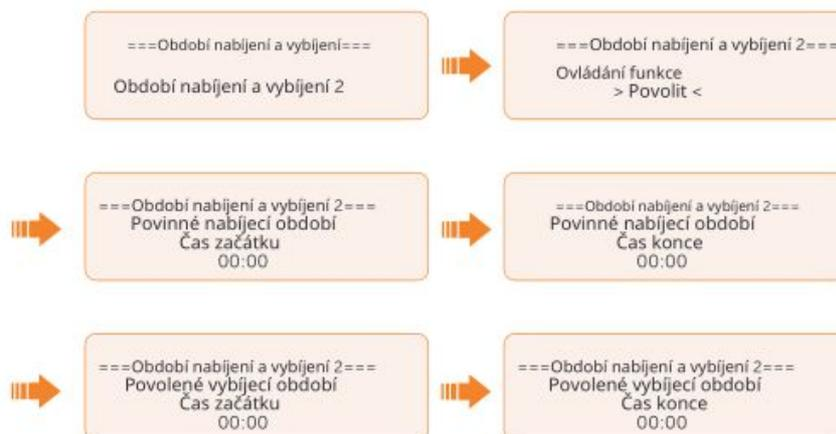 ===Období nabíjení a vybíjení===
Období nabíjení a vybíjení 2
===Období nabíjení a vybíjení 2===
Ovládání funkce
> Povolit <
===Období nabíjení a vybíjení 2===
Povinné nabíjecí období
Čas začátku
00:00
===Období nabíjení a vybíjení 2===
Povinné nabíjecí období
Čas konce
00:00
===Období nabíjení a vybíjení 2===
Povolené vybíjecí období
Čas začátku
00:00
===Období nabíjení a vybíjení 2===
Povolené vybíjecí období
Čas konce
00:00